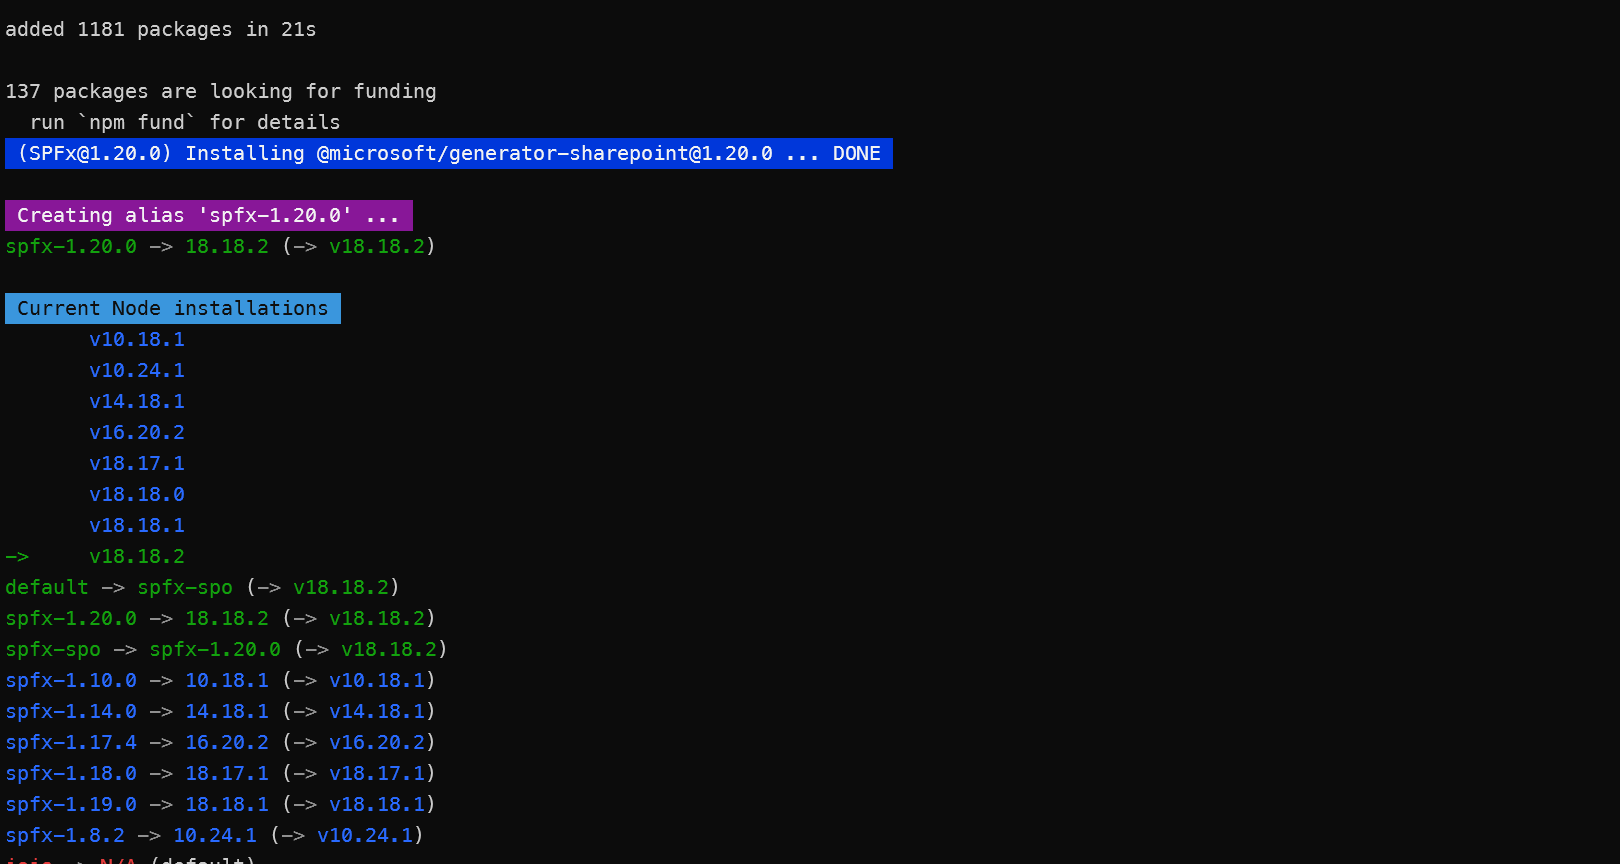 added 1181 packages in 21s
137 packages are looking for funding
run `npm fund` for details
(SPFx@1.20.0) Installing @microsoft/generator-sharepoint@1.20.0 ... DONE
Creating alias 'spfx-1.20.0' ...
spfx-1.20.0 -> 18.18.2 (-> v18.18.2)
Current Node installations
v10.18.1
v10.24.1
v14.18.1
v16.20.2
v18.17.1
v18.18.0
v18.18.1
-> v18.18.2
default -> spfx-spo (-> v18.18.2)
spfx-1.20.0 -> 18.18.2 (-> v18.18.2)
spfx-spo -> spfx-1.20.0 (-> v18.18.2)
spfx-1.10.0 -> 10.18.1 (-> v10.18.1)
spfx-1.14.0 -> 14.18.1 (-> v14.18.1)
spfx-1.17.4 -> 16.20.2 (-> v16.20.2)
spfx-1.18.0 -> 18.17.1 (-> v18.17.1)
spfx-1.19.0 -> 18.18.1 (-> v18.18.1)
spfx-1.8.2 -> 10.24.1 (-> v10.24.1)
-> N/A (default)